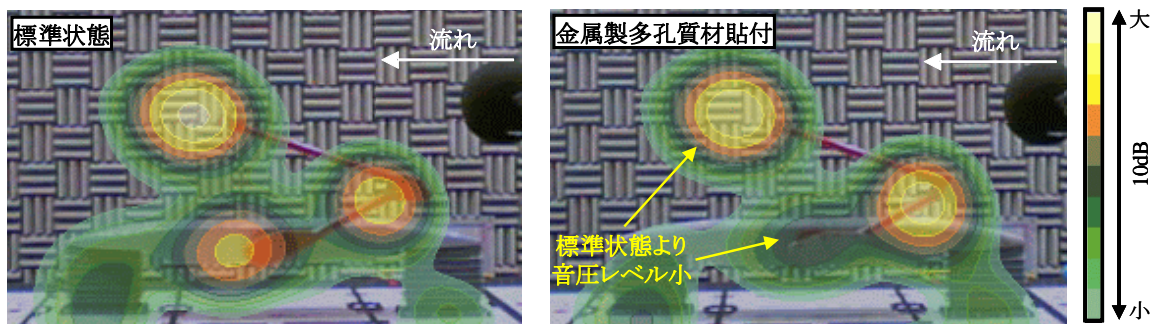 標準状態
流れ
金属製多孔質材貼付
流れ
標準状態より
音圧レベル小
大
10dB
小